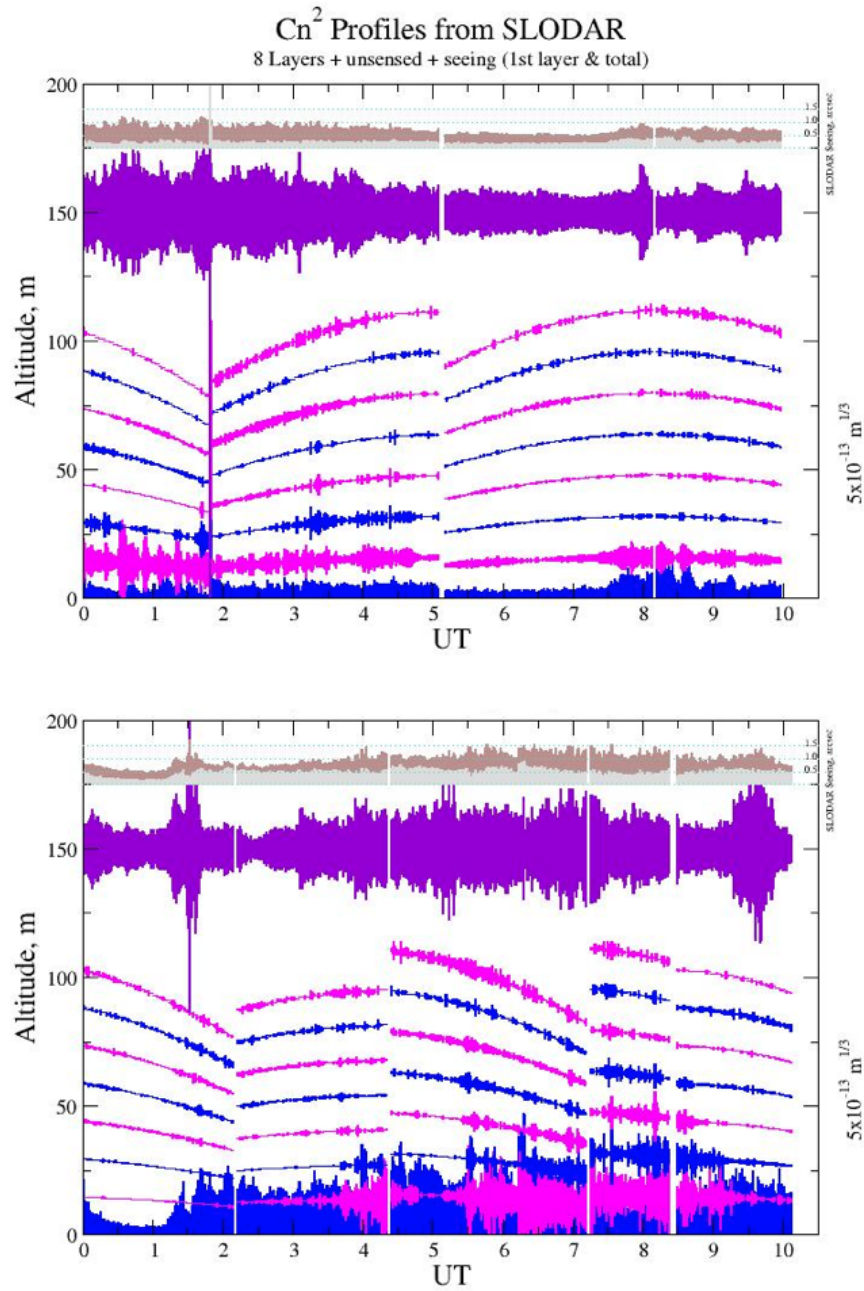 Cn² Profiles from SLODAR
8 Layers + unsensed + seeing (1st layer & total)
200
150
100
50
0
Altitude, m
1.5
1.0
0.5
SLODAR Seeing, arcsec
5x10⁻¹³ m¹/³
0 1 2 3 4 5 6 7 8 9 10
UT
200
150
100
50
0
Altitude, m
1.5
1.0
0.5
SLODAR Seeing, arcsec
5x10⁻¹³ m¹/³
0 1 2 3 4 5 6 7 8 9 10
UT